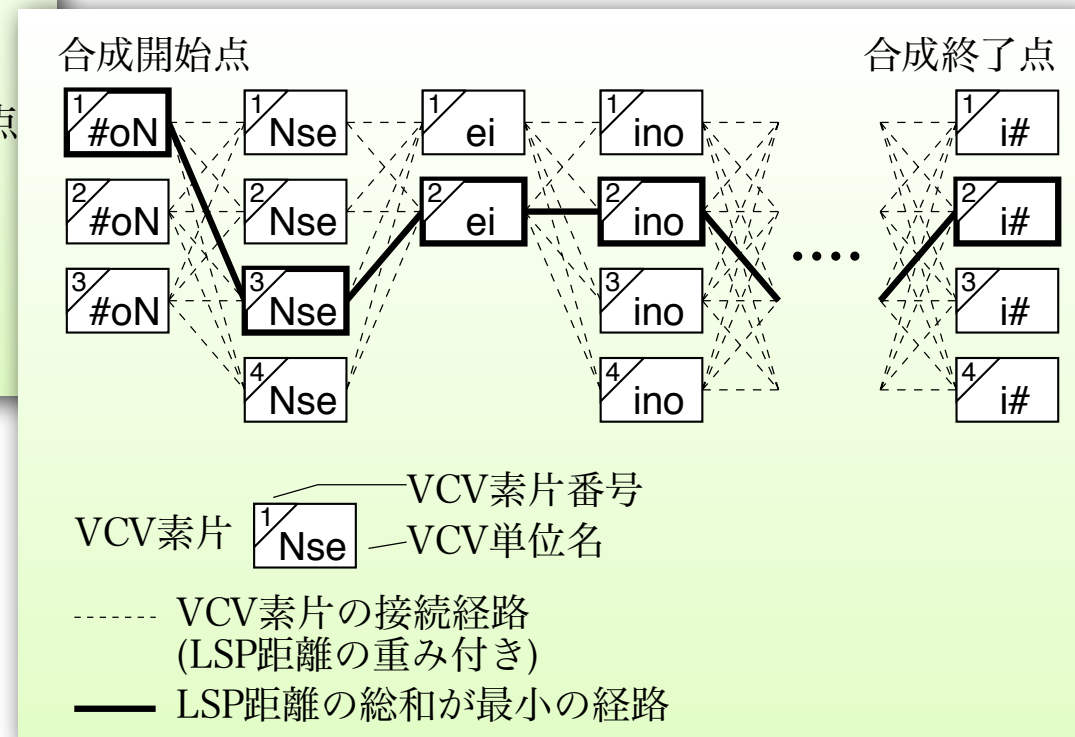 点
合成開始点 合成終了点
1 #oN 1 Nse 1 ei 1 ino 1 i#
2 #oN 2 Nse 2 ei 2 ino 2 i#
3 #oN 3 Nse 3 ino 3 i#
4 Nse 4 ino 4 i#
VCV素片番号
VCV素片 1 Nse VCV単位名
VCV素片の接続経路
(LSP距離の重み付き)
LSP距離の総和が最小の経路